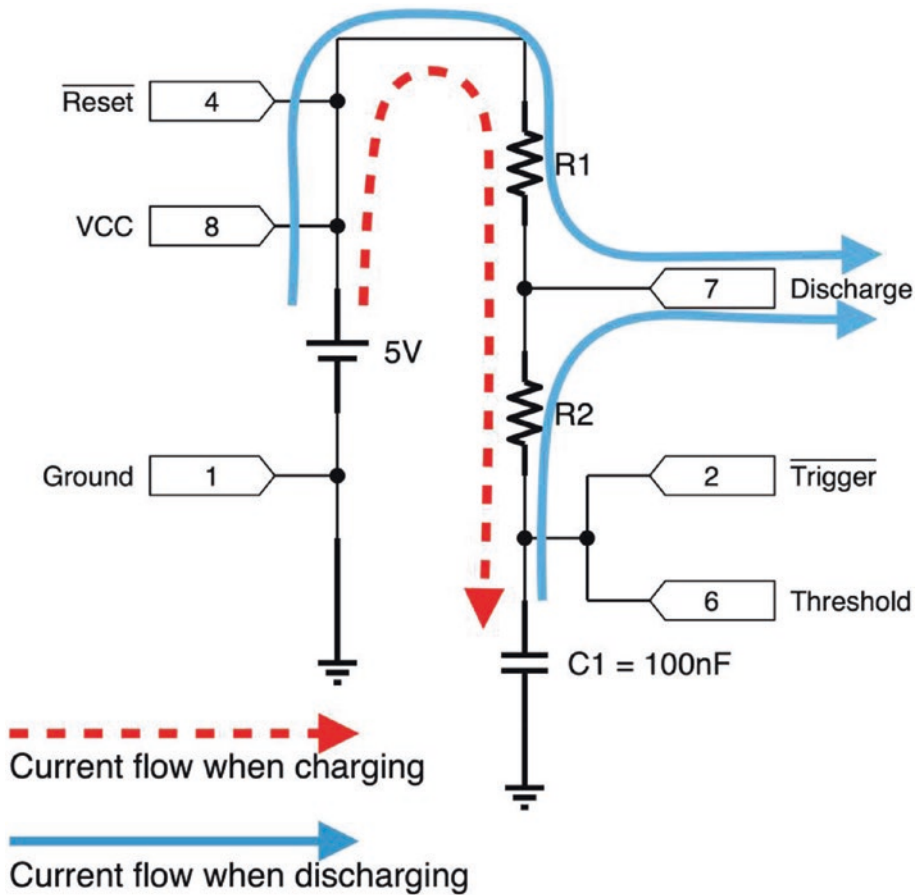 Reset
4
R1
VCC
8
7
Discharge
5V
R2
Ground
1
2
Trigger
6
Threshold
C1 = 100nF
Current flow when charging
Current flow when discharging